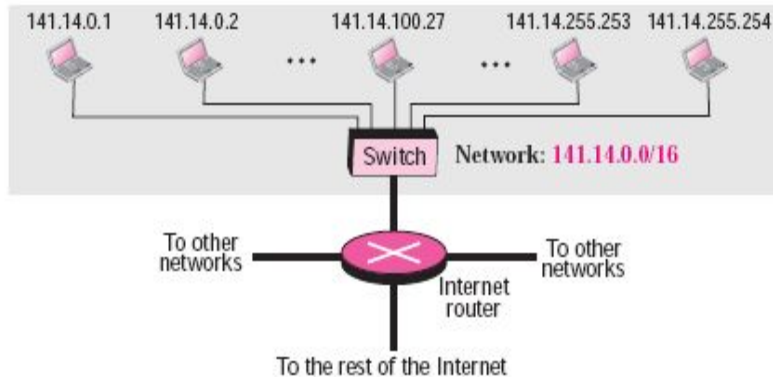 141.14.0.1 141.14.0.2 141.14.100.27 141.14.255.253 141.14.255.254
... ...
Switch Network: 141.14.0.0/16
To other
networks
To other
networks
Internet
router
To the rest of the Internet